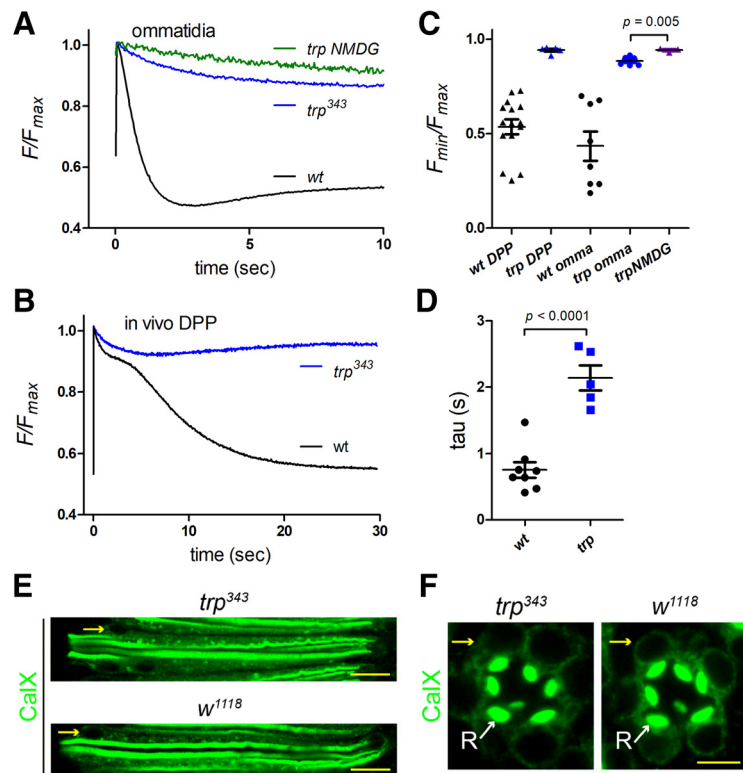 A
ommatidia
1.0
0.8
0.6
0.4
F/Fmax
trp NMDG
trp343
wt
0
5
10
time (sec)
B
in vivo DPP
1.0
0.8
0.6
0.4
F/Fmax
trp343
wt
0
10
20
30
time (sec)
C
p = 0.005
1.0
0.5
0.0
Fmin/Fmax
wt DPP
trp DPP
wt omma
trp omma
trpNMDG
D
p < 0.0001
3
2
1
0
tau (s)
wt
trp
E
trp343
w1118
CalX
F
trp343
w1118
CalX
R
R